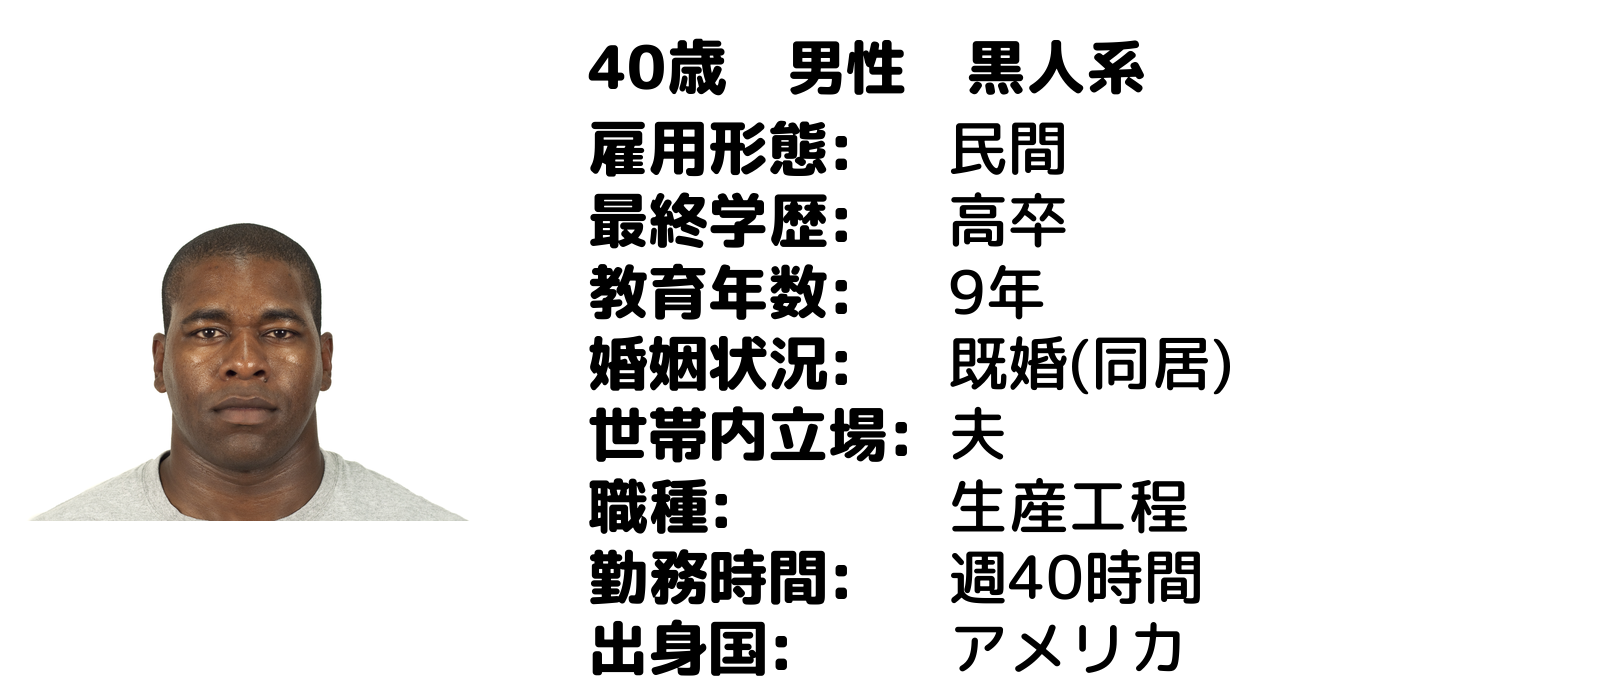 40歳　男性　黒人系
雇用形態:　民間
最終学歴:　高卒
教育年数:　9年
婚姻状況:　既婚(同居)
世帯内立場:　夫
職種:　生産工程
勤務時間:　週40時間
出身国:　アメリカ